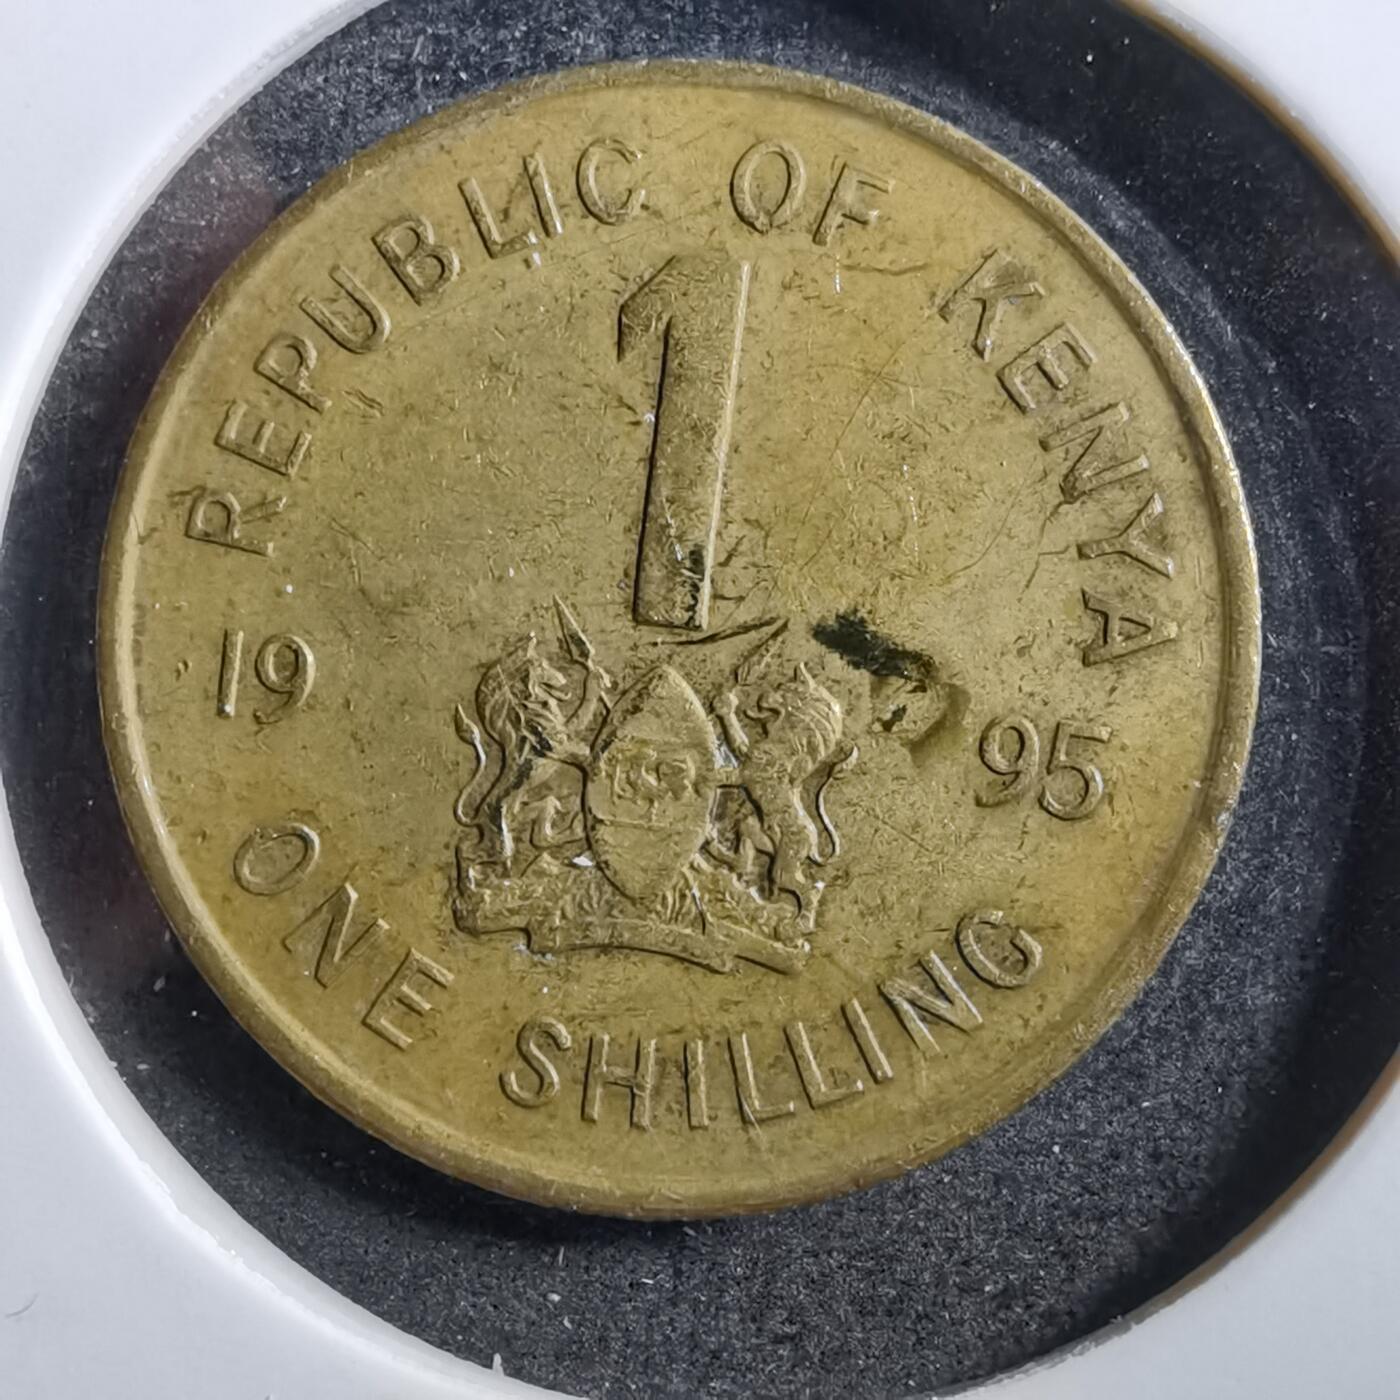 REPUBLIC OF KENYA
1
19 95
ONE SHILLING